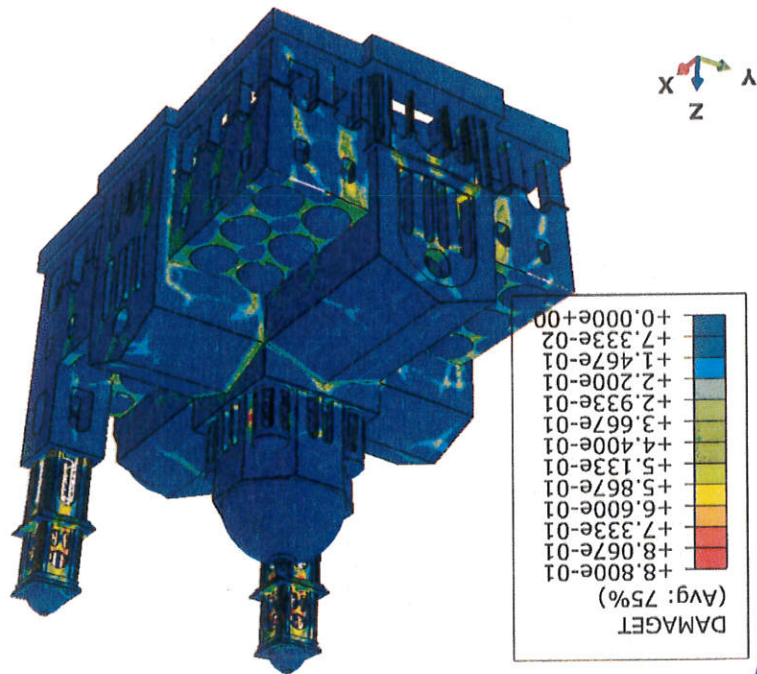 DAMAGET
(Avg: 75%)
+8.800e-01
+8.067e-01
+7.333e-01
+6.600e-01
+5.867e-01
+5.133e-01
+4.400e-01
+3.667e-01
+2.933e-01
+2.200e-01
+1.467e-01
+7.333e-02
+0.000e+00
Z
X
Y